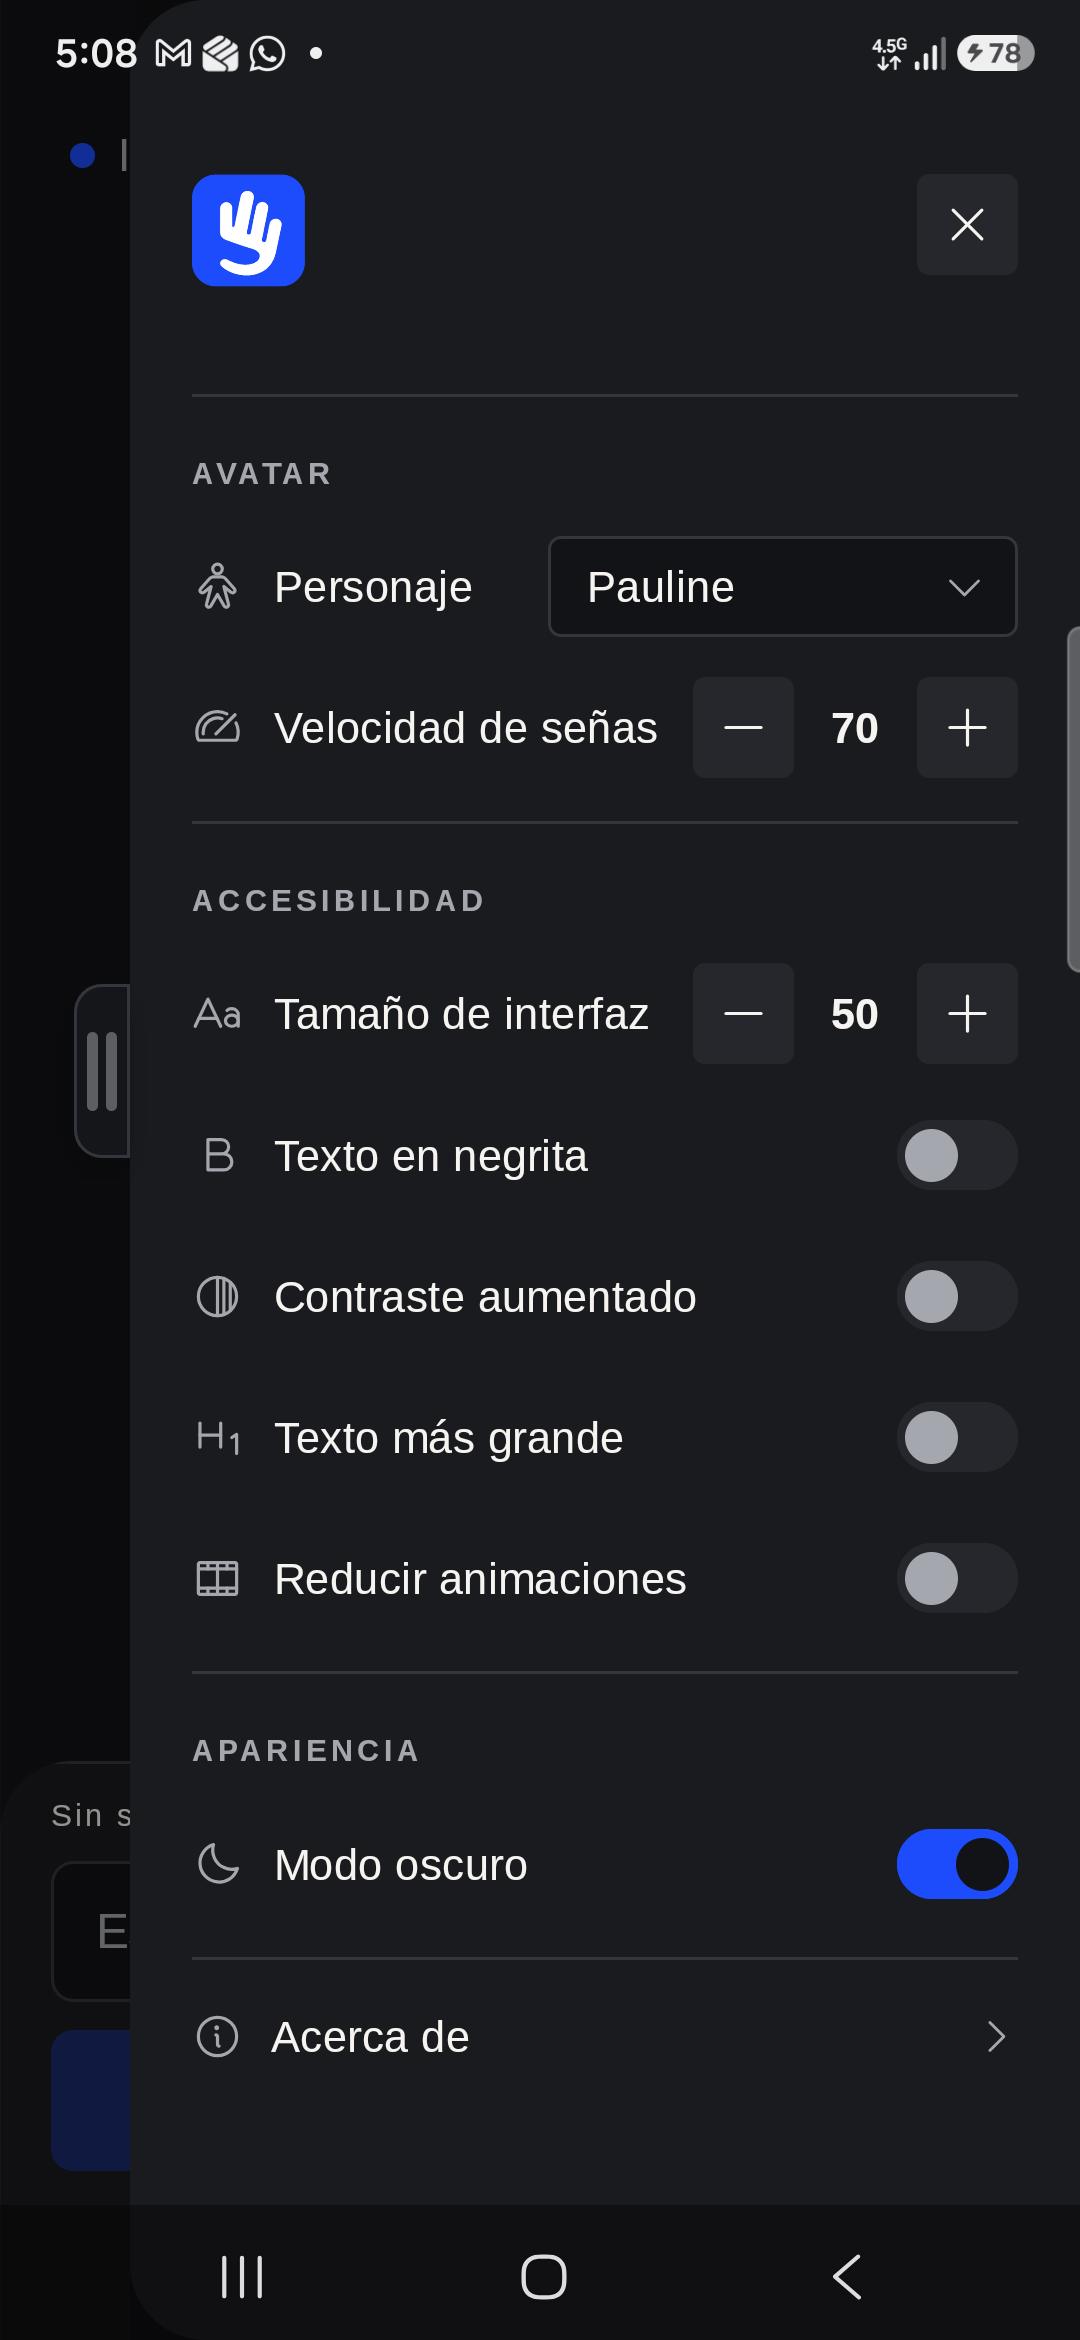 5:08
4.5G
78
AVATAR
Personaje
Pauline
Velocidad de señas
70
ACCESIBILIDAD
Aa
Tamaño de interfaz
50
B
Texto en negrita
Contraste aumentado
H1
Texto más grande
Reducir animaciones
APARIENCIA
Sin s
Modo oscuro
E
Acerca de